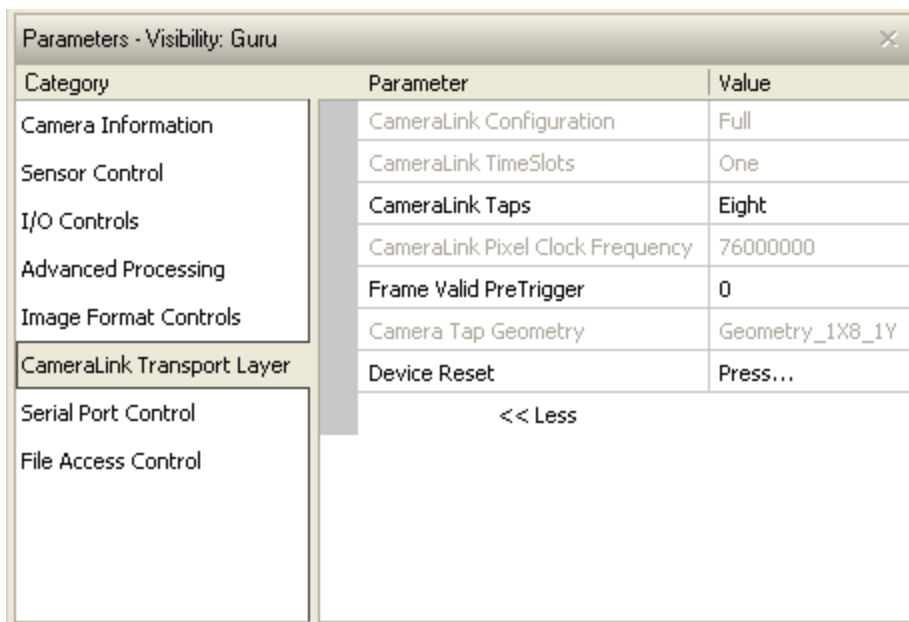 Parameters - Visibility: Guru
Category
Parameter
Value
Camera Information
Sensor Control
I/O Controls
Advanced Processing
Image Format Controls
CameraLink Transport Layer
Serial Port Control
File Access Control
CameraLink Configuration Full
CameraLink TimeSlots One
CameraLink Taps Eight
CameraLink Pixel Clock Frequency 76000000
Frame Valid PreTrigger 0
Camera Tap Geometry Geometry_1X8_1Y
Device Reset Press...
<< Less